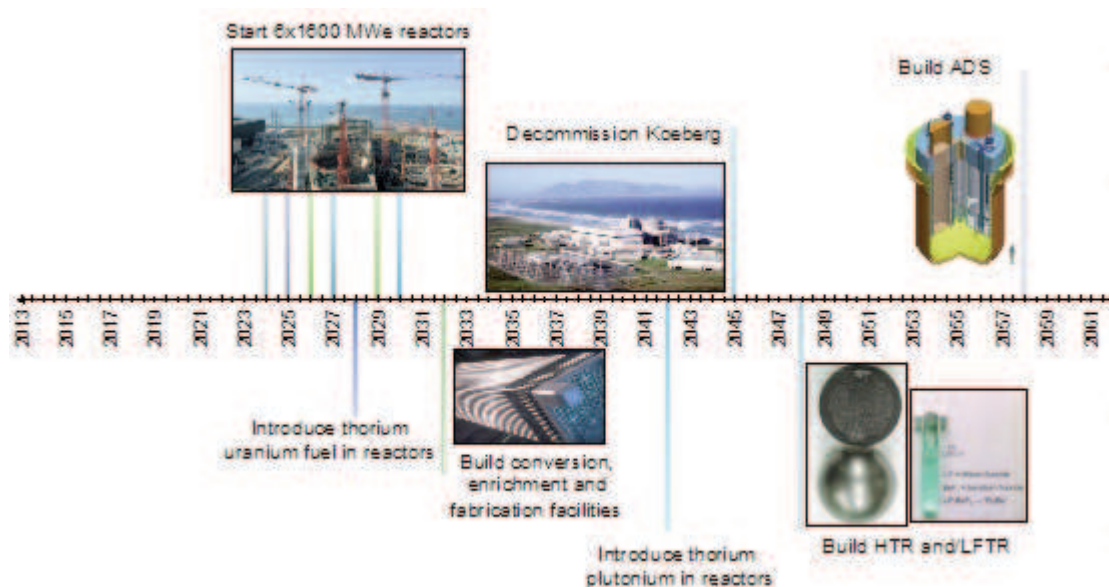 Start 6x1600 MWe reactors
Build ADS
Decommission Koeberg
2013
2015
2017
2019
2021
2023
2025
2027
2029
2031
2033
2035
2037
2039
2041
2043
2045
2047
2049
2051
2053
2055
2057
2059
2061
Introduce thorium
uranium fuel in reactors
Build conversion,
enrichment and
fabrication facilities
Introduce thorium
plutonium in reactors
Build HTR and/LFTR